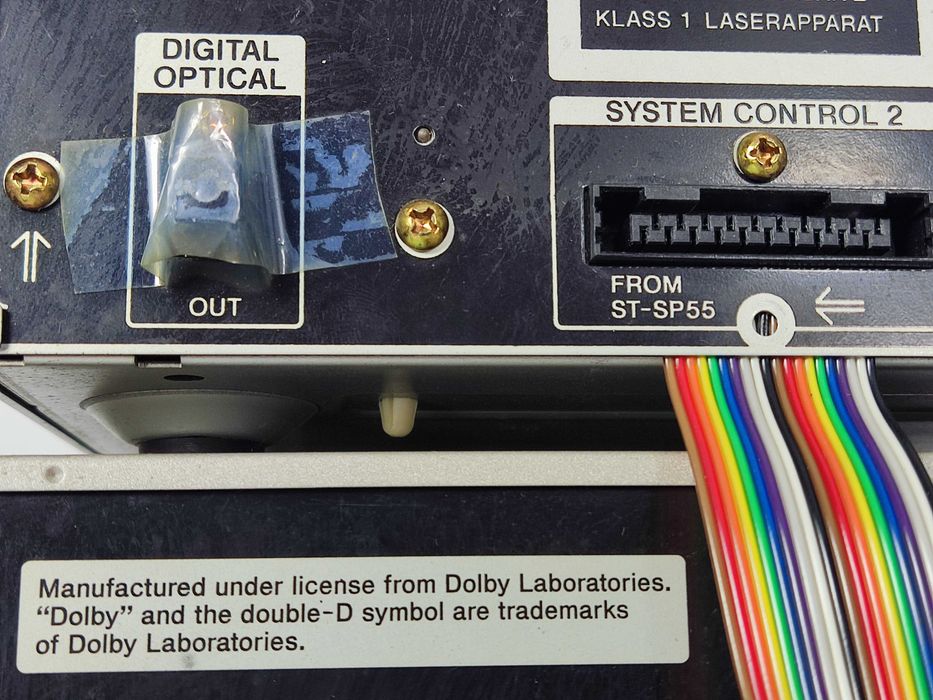 DIGITAL
OPTICAL
OUT
KLASS 1 LASERAPPARAT
SYSTEM CONTROL 2
FROM
ST-SP55
Manufactured under license from Dolby Laboratories.
“Dolby” and the double-D symbol are trademarks
of Dolby Laboratories.